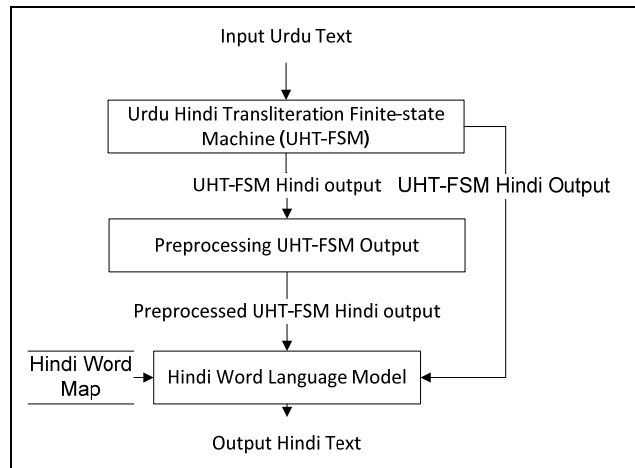 Input Urdu Text
Urdu Hindi Transliteration Finite-state
Machine (UHT-FSM)
UHT-FSM Hindi output
UHT-FSM Hindi Output
Preprocessing UHT-FSM Output
Preprocessed UHT-FSM Hindi output
Hindi Word
Map
Hindi Word Language Model
Output Hindi Text